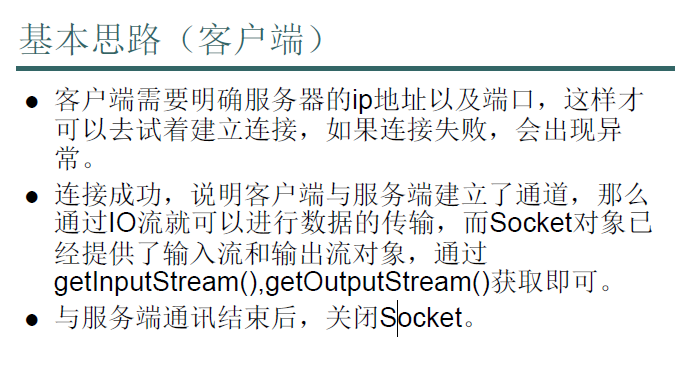 基本思路（客户端）
● 客户端需要明确服务器的ip地址以及端口，这样才
可以去试着建立连接，如果连接失败，会出现异
常。
● 连接成功，说明客户端与服务端建立了通道，那么
通过IO流就可以进行数据的传输，而Socket对象已
经提供了输入流和输出流对象，通过
getInputStream(),getOutputStream()获取即可。
● 与服务端通讯结束后，关闭Socket。